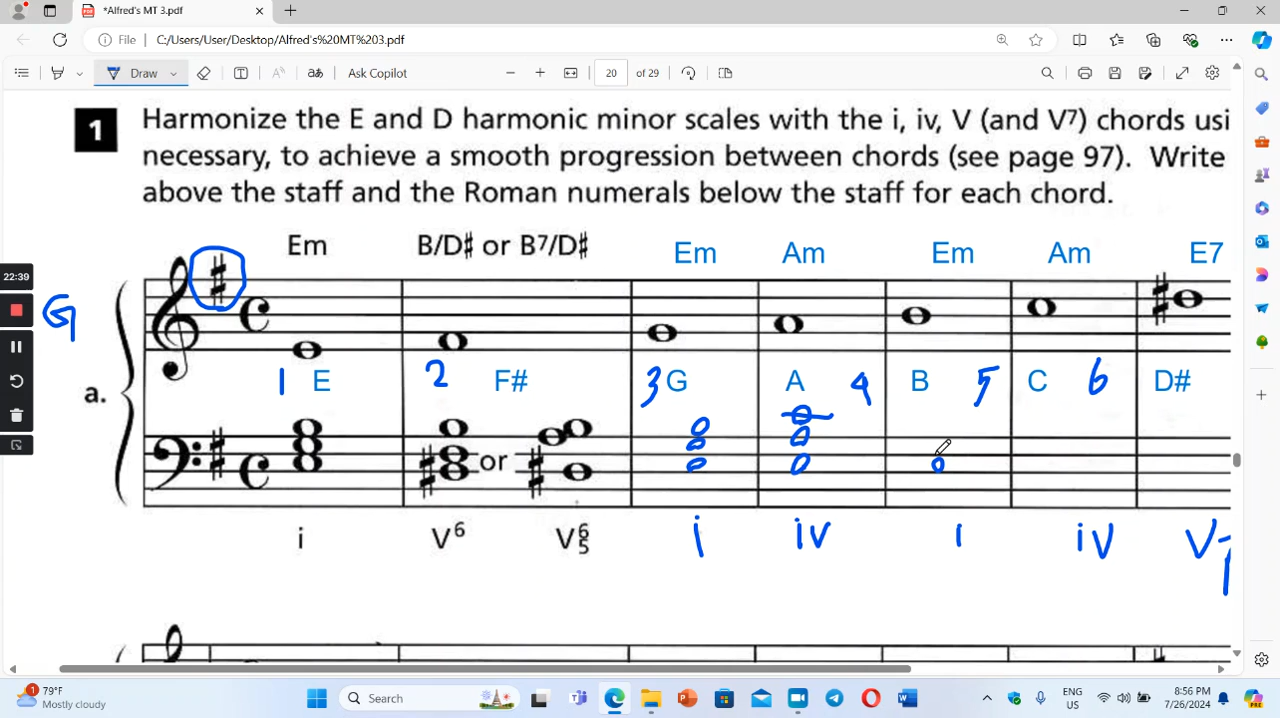 *Alfred's MT 3.pdf
File C:/Users/User/Desktop/Alfred's%20MT%203.pdf
Draw aあ Ask Copilot 20 of 29
1 Harmonize the E and D harmonic minor scales with the i, iv, V (and V7) chords usi
necessary, to achieve a smooth progression between chords (see page 97). Write
above the staff and the Roman numerals below the staff for each chord.
Em B/D# or B7/D# Em Am Em Am E7
22:39
G
1 E 2 F# 3 G A 4 B 5 C 6 D#
a.
or
i V6 V6 5 i iv i iv V7
1 79°F
Mostly cloudy
Search
ENG
US
8:56 PM
7/26/2024